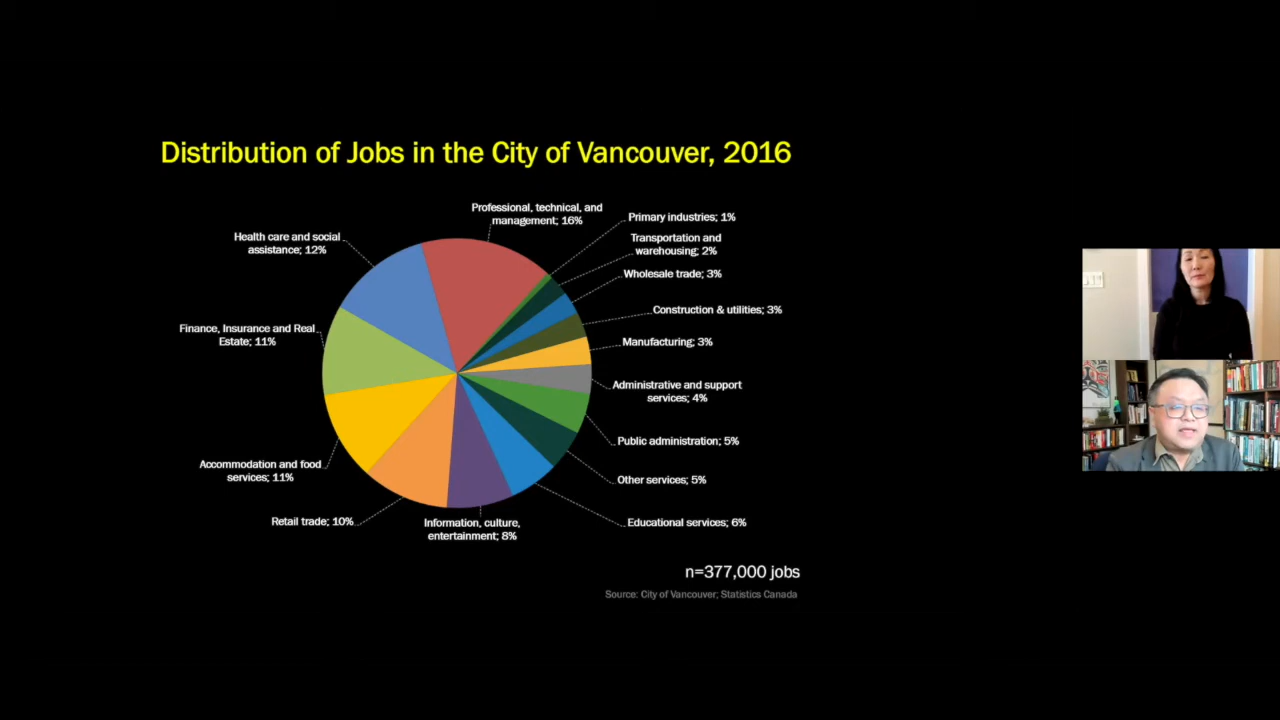 Distribution of Jobs in the City of Vancouver, 2016
Professional, technical, and
management; 16%
Primary industries; 1%
Transportation and
warehousing; 2%
Wholesale trade; 3%
Construction & utilities; 3%
Manufacturing; 3%
Administrative and support
services; 4%
Public administration; 5%
Other services; 5%
Educational services; 6%
Information, culture,
entertainment; 8%
Retail trade; 10%
Accommodation and food
services; 11%
Finance, Insurance and Real
Estate; 11%
Health care and social
assistance; 12%
n=377,000 jobs
Source: City of Vancouver; Statistics Canada